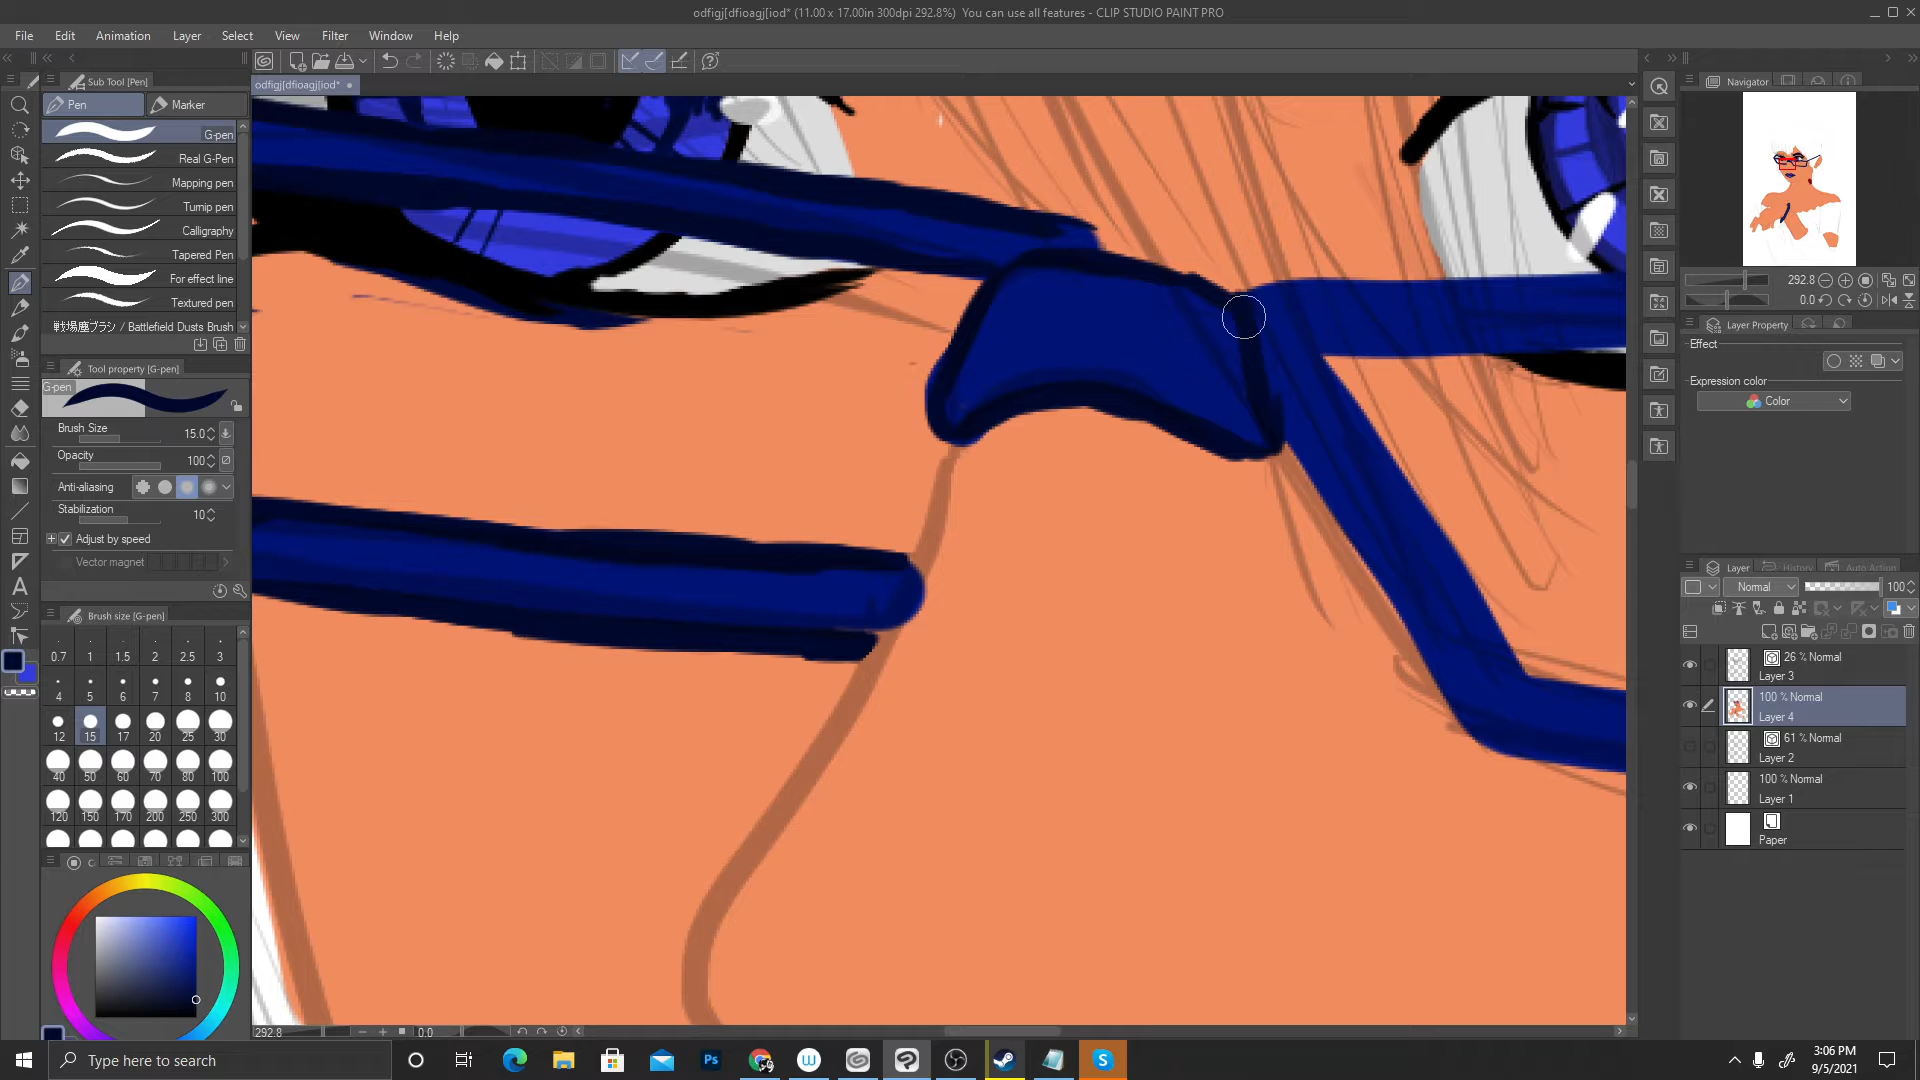 odfigj[dfioagj[iod* (11.00 x 17.00in 300dpi 292.8%)  You can use all features - CLIP STUDIO PAINT PRO
File Edit Animation Layer Select View Filter Window Help
Sub Tool [Pen]
odfigj[dfioagj[iod*
Navigator
Pen Marker
G-pen
Real G-Pen
Mapping pen
Turnip pen
Calligraphy
Tapered Pen
For effect line
Textured pen
戦場塵ブラシ / Battlefield Dusts Brush
Tool property [G-pen]
G-pen
Brush Size 15.0
Opacity 100
Anti-aliasing
Stabilization 10
Adjust by speed
Vector magnet
Brush size [G-pen]
0.7 1 1.5 2 2.5 3
4 5 6 7 8 10
12 15 17 20 25 30
40 50 60 70 80 100
120 150 170 200 250 300
292.8
0.0
Layer Property
Effect
Expression color
Color
Layer History Auto Action
Normal 100
26 % Normal
Layer 3
100 % Normal
Layer 4
61 % Normal
Layer 2
100 % Normal
Layer 1
Paper
292.8 0.0
Type here to search
Ps
3:06 PM
9/5/2021